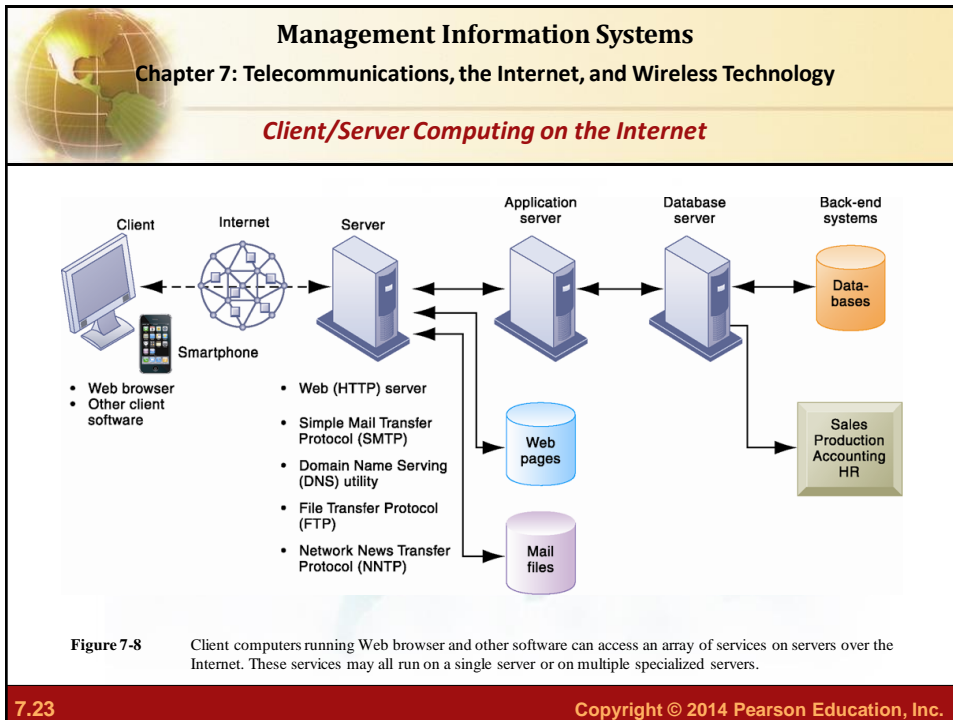 Management Information Systems
Chapter 7: Telecommunications, the Internet, and Wireless Technology
Client/Server Computing on the Internet
Client
Internet
Server
Application
server
Database
server
Back-end
systems
Data-
bases
Smartphone
• Web browser
• Other client
software
• Web (HTTP) server
• Simple Mail Transfer
Protocol (SMTP)
• Domain Name Serving
(DNS) utility
• File Transfer Protocol
(FTP)
• Network News Transfer
Protocol (NNTP)
Web
pages
Mail
files
Sales
Production
Accounting
HR
Figure 7-8 Client computers running Web browser and other software can access an array of services on servers over the
Internet. These services may all run on a single server or on multiple specialized servers.
7.23 Copyright © 2014 Pearson Education, Inc.